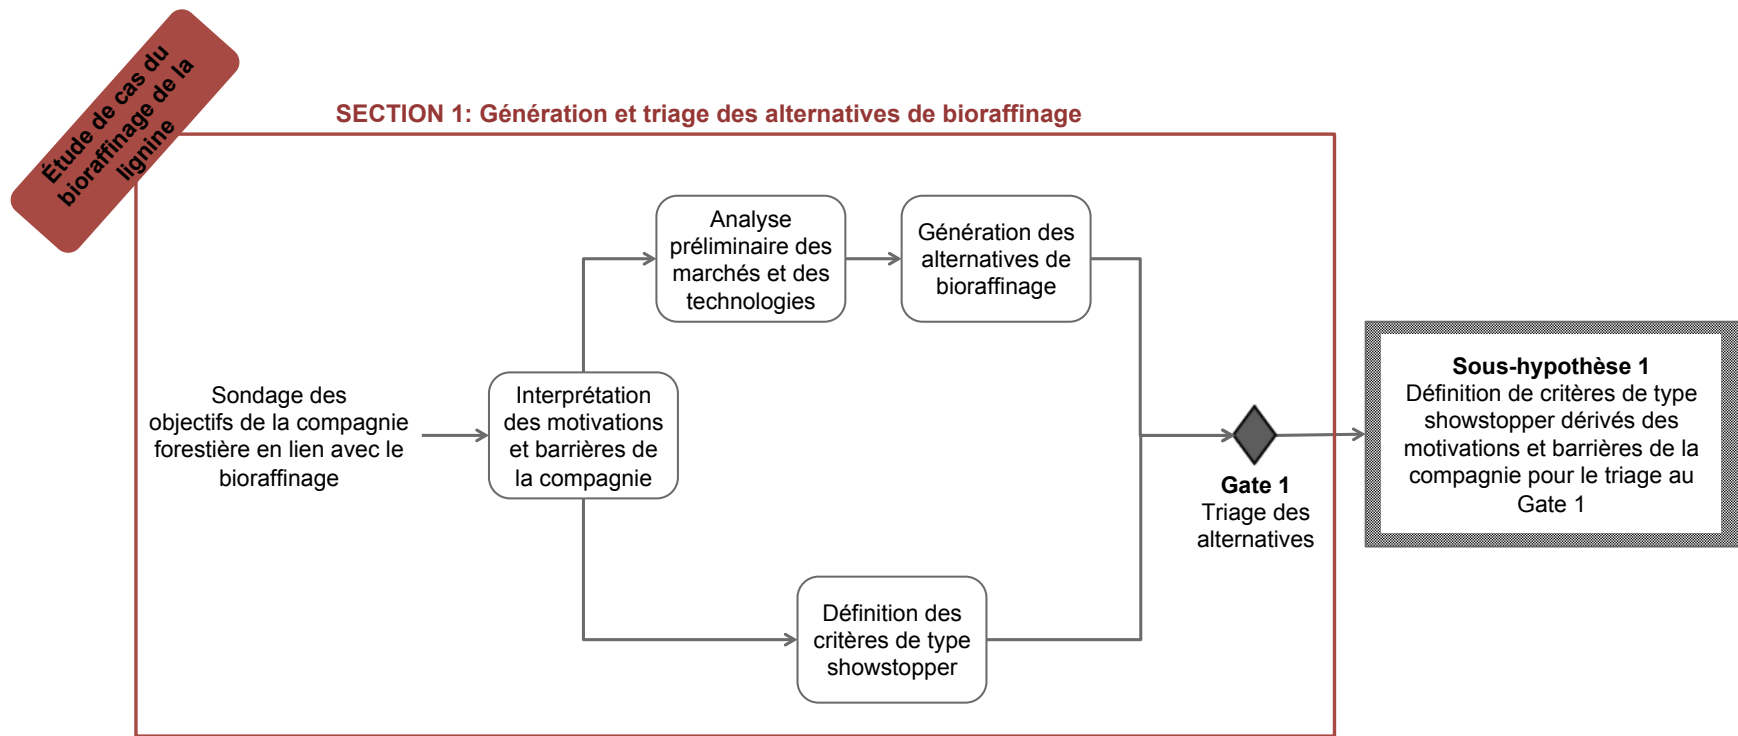 Étude de cas du
bioraffinage de la
lignine
SECTION 1: Génération et triage des alternatives de bioraffinage
Analyse
préliminaire des
marchés et des
technologies
Génération des
alternatives de
bioraffinage
Sondage des
objectifs de la compagnie
forestière en lien avec le
bioraffinage
Interprétation
des motivations
et barrières de
la compagnie
Définition des
critères de type
showstopper
Gate 1
Triage des
alternatives
Sous-hypothèse 1
Définition de critères de type
showstopper dérivés des
motivations et barrières de la
compagnie pour le triage au
Gate 1